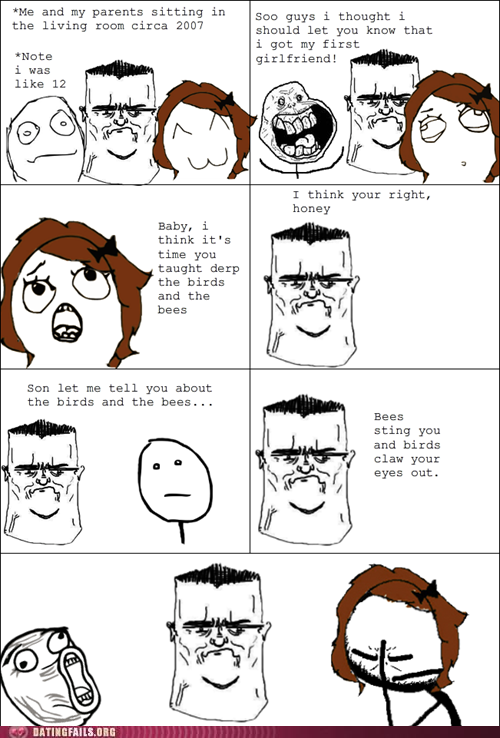 *Me and my parents sitting in
the living room circa 2007
*Note
i was
like 12
Soo guys i thought i
should let you know that
i got my first
girlfriend!
Baby, i
think it's
time you
taught derp
the birds
and the
bees
I think your right,
honey
Son let me tell you about
the birds and the bees...
Bees
sting you
and birds
claw your
eyes out.
DATINGFAILS.ORG